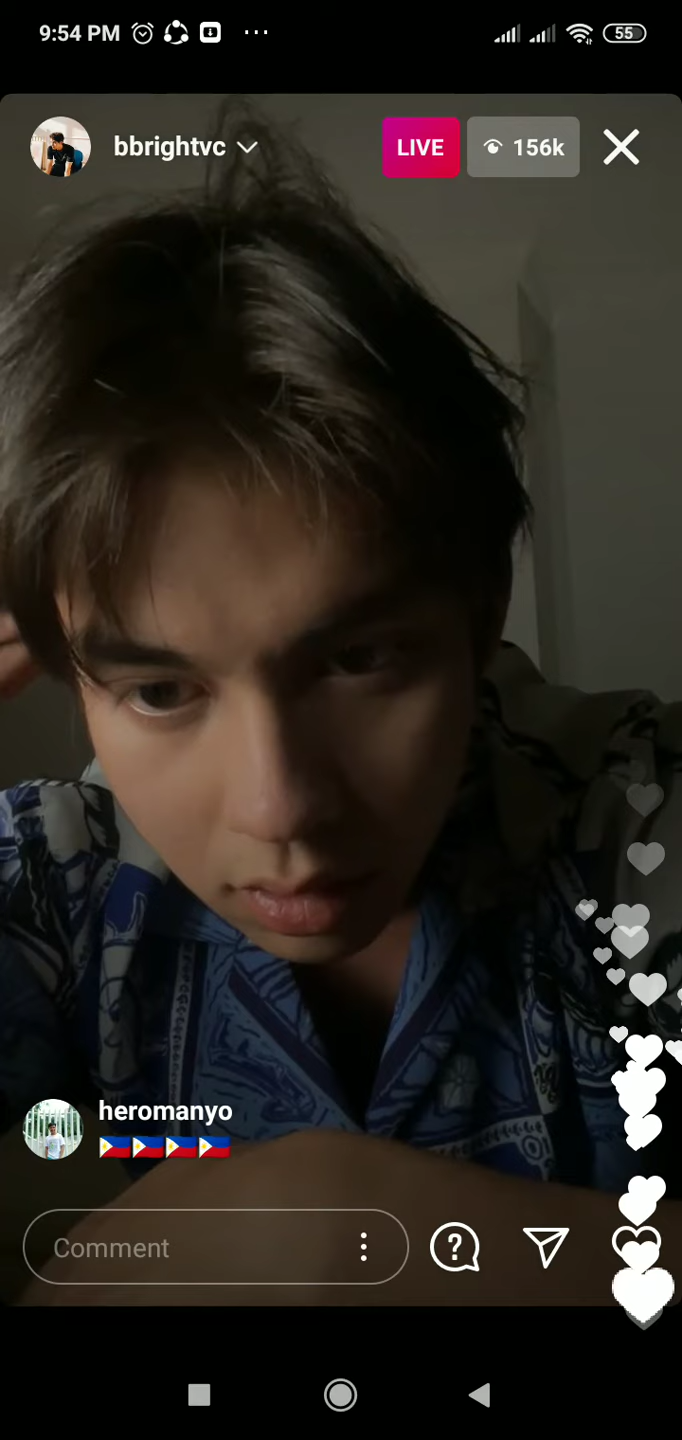 9:54 PM
55
bbrightvc
LIVE
156k
heromanyo
🇵🇭🇵🇭🇵🇭🇵🇭
Comment